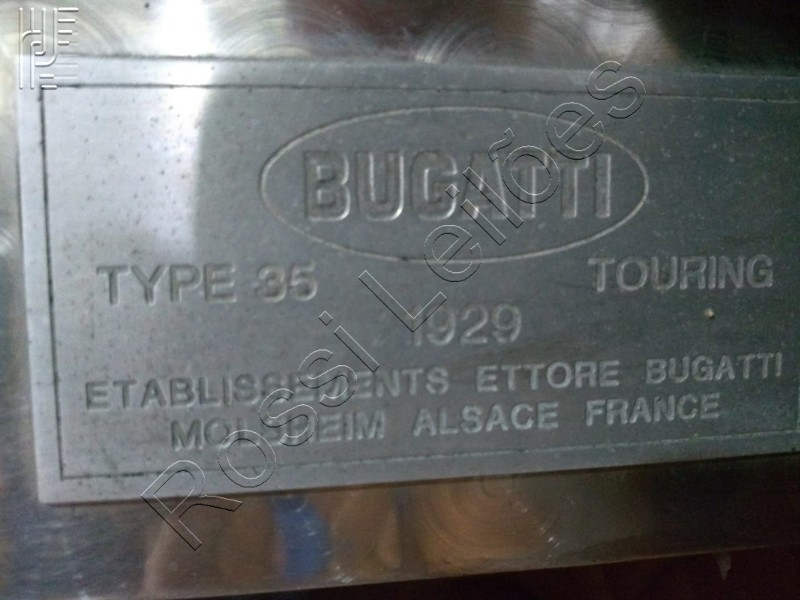 BUGATTI
TYPE 35 TOURING
1929
ETABLISSEMENTS ETTORE BUGATTI
MOLSHEIM ALSACE FRANCE
Rossi Leilões